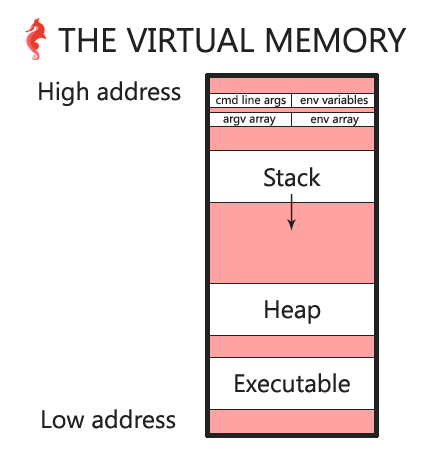 THE VIRTUAL MEMORY
High address
cmd line args env variables
argv array env array
Stack
Heap
Executable
Low address